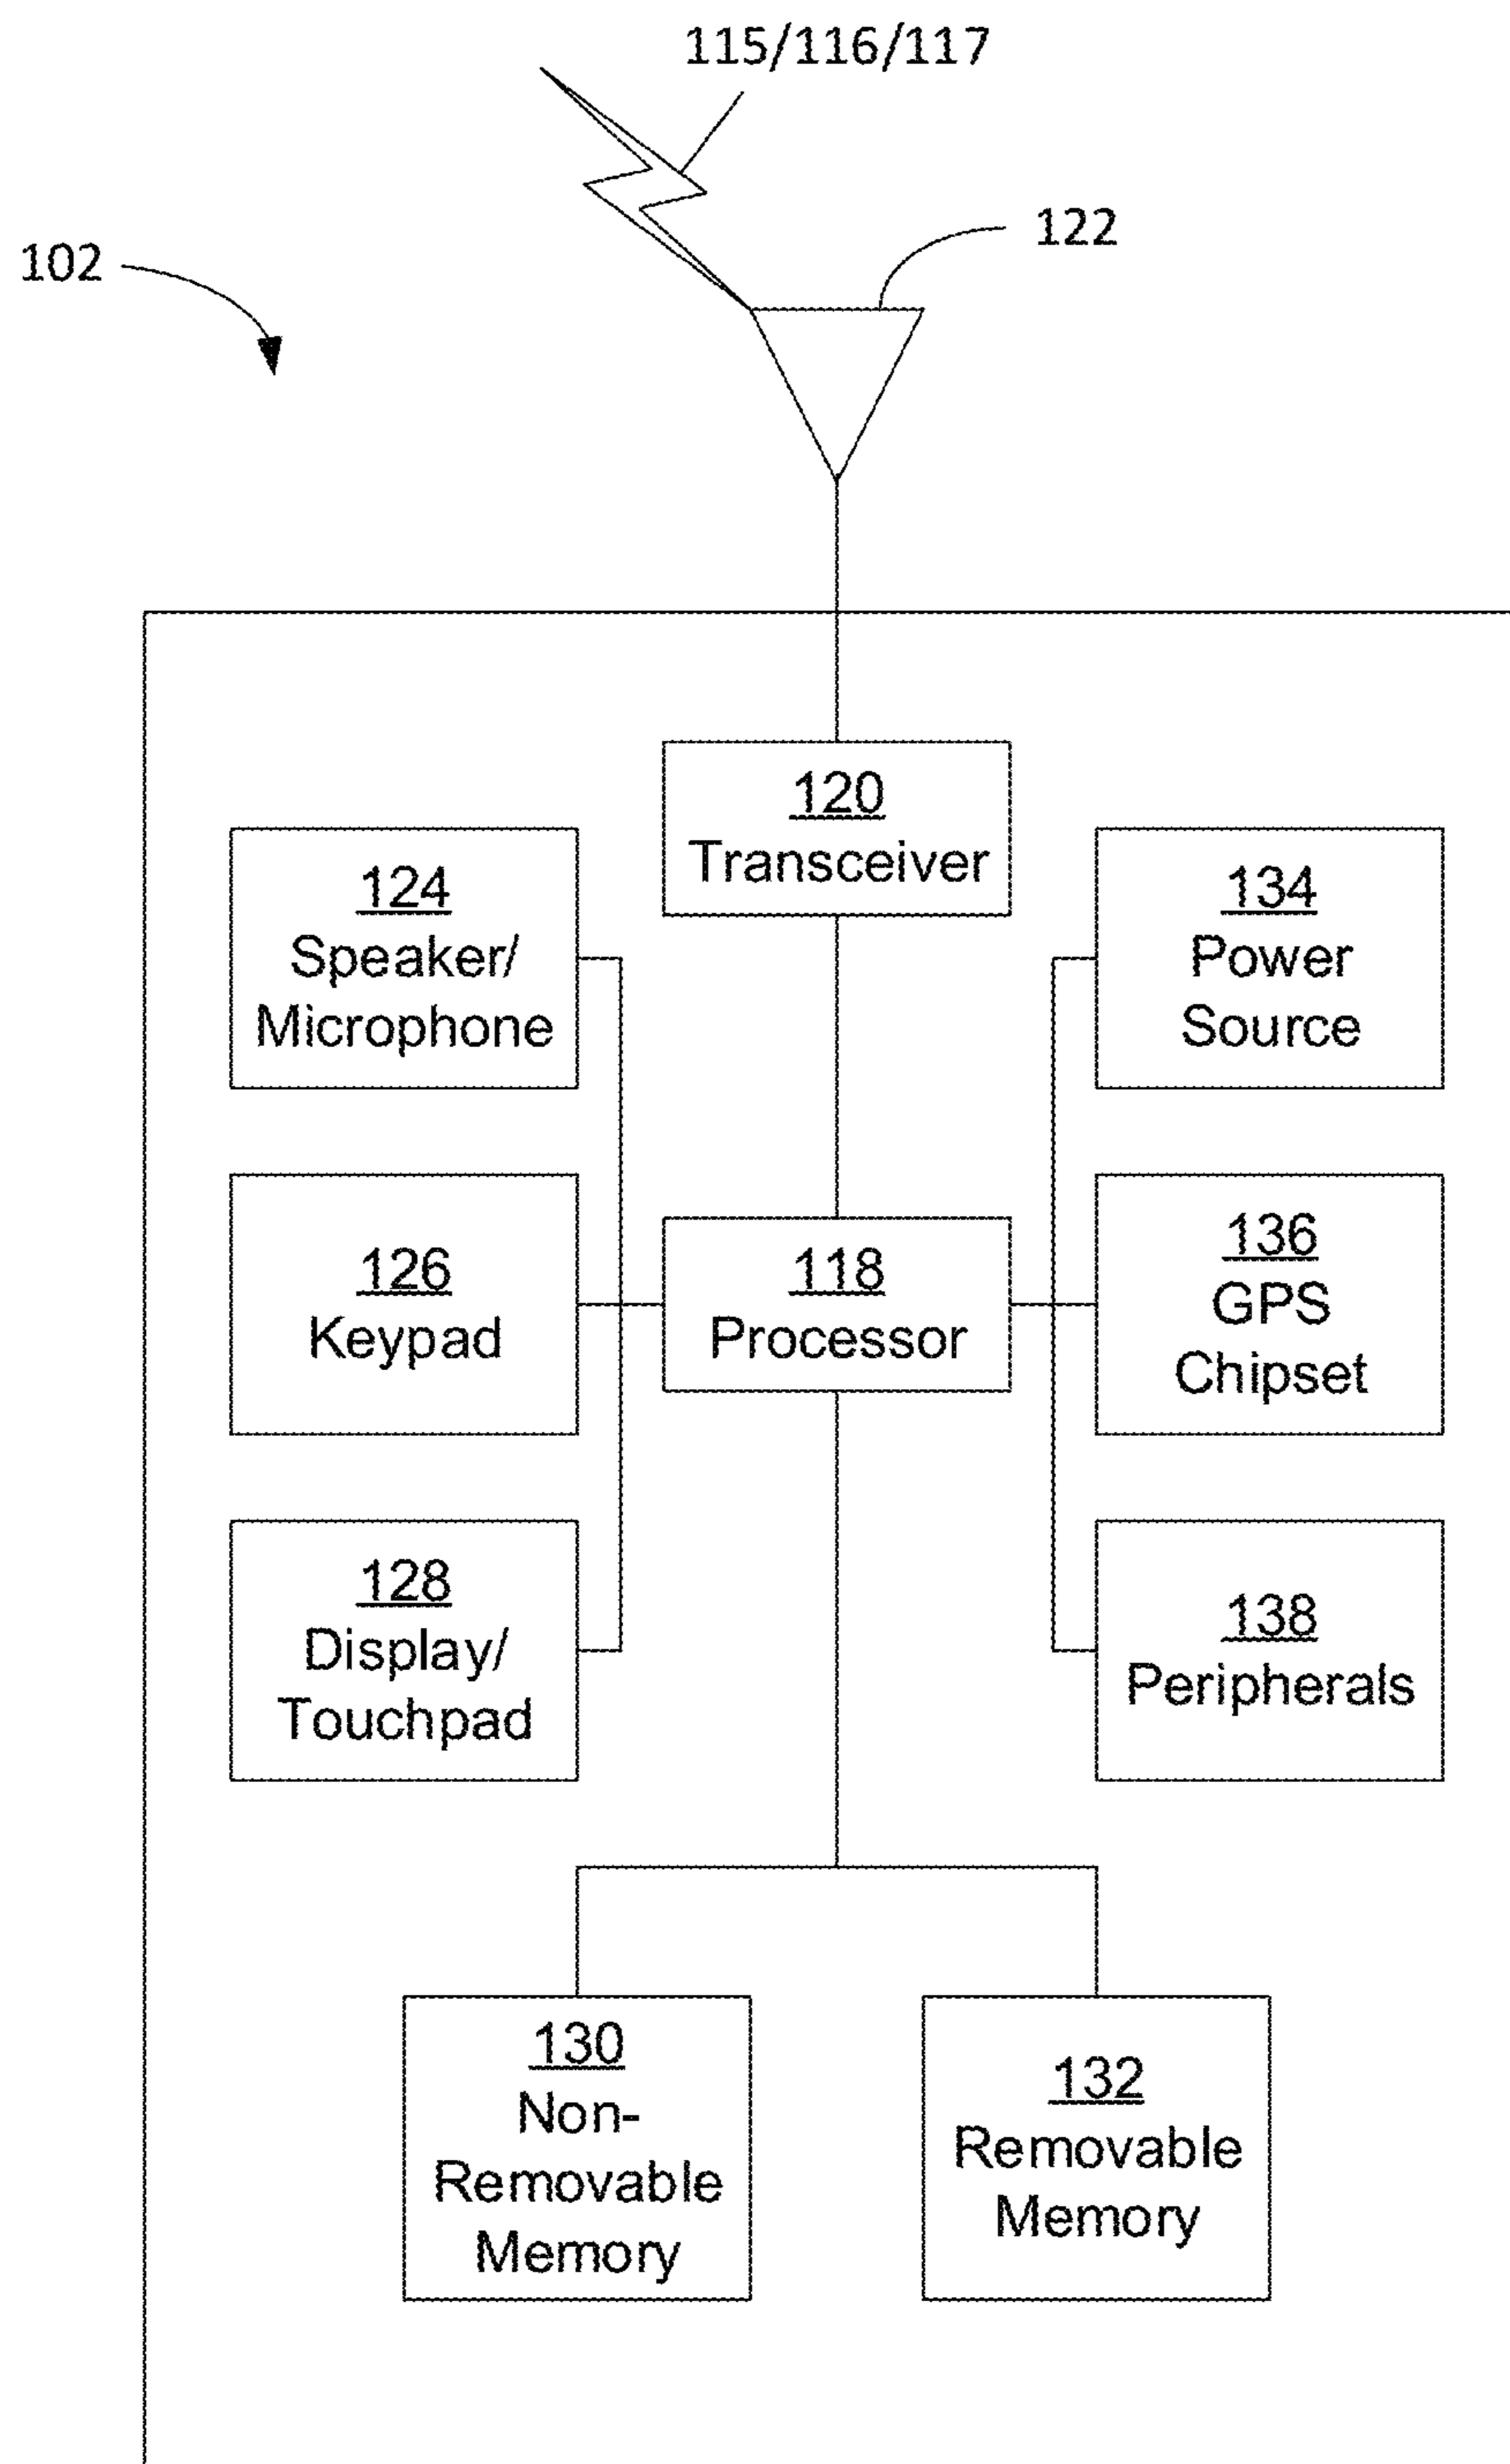 115/116/117
122
102
120
Transceiver
124
Speaker/
Microphone
134
Power
Source
126
Keypad
118
Processor
136
GPS
Chipset
128
Display/
Touchpad
138
Peripherals
130
Non-
Removable
Memory
132
Removable
Memory